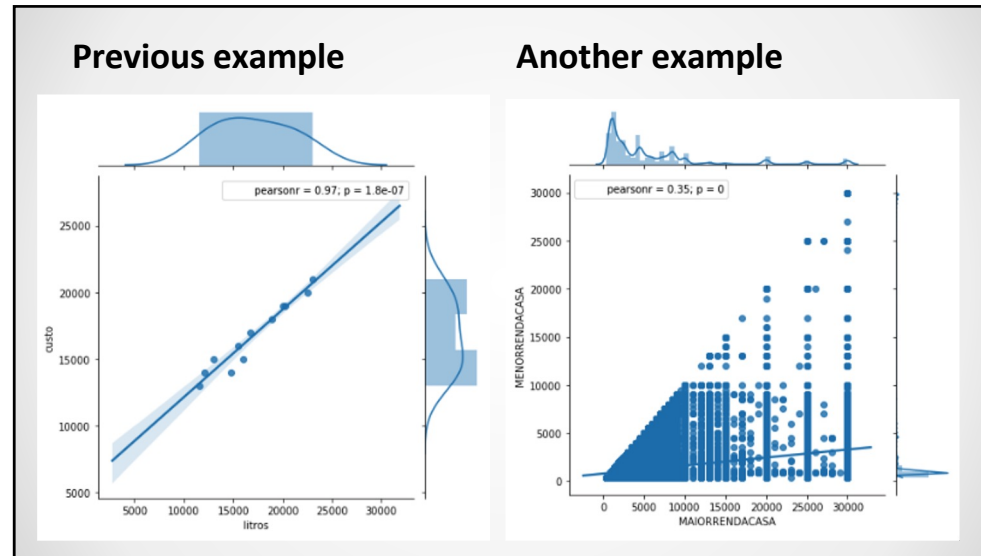 Previous example
Another example
pearsonr = 0.97; p = 1.8e-07
25000
20000
15000
10000
5000
custo
5000 10000 15000 20000 25000 30000
litros
pearsonr = 0.35; p = 0
30000
25000
20000
15000
10000
5000
0
MENORRENDACASA
0 5000 10000 15000 20000 25000 30000
MAIORRENDACASA